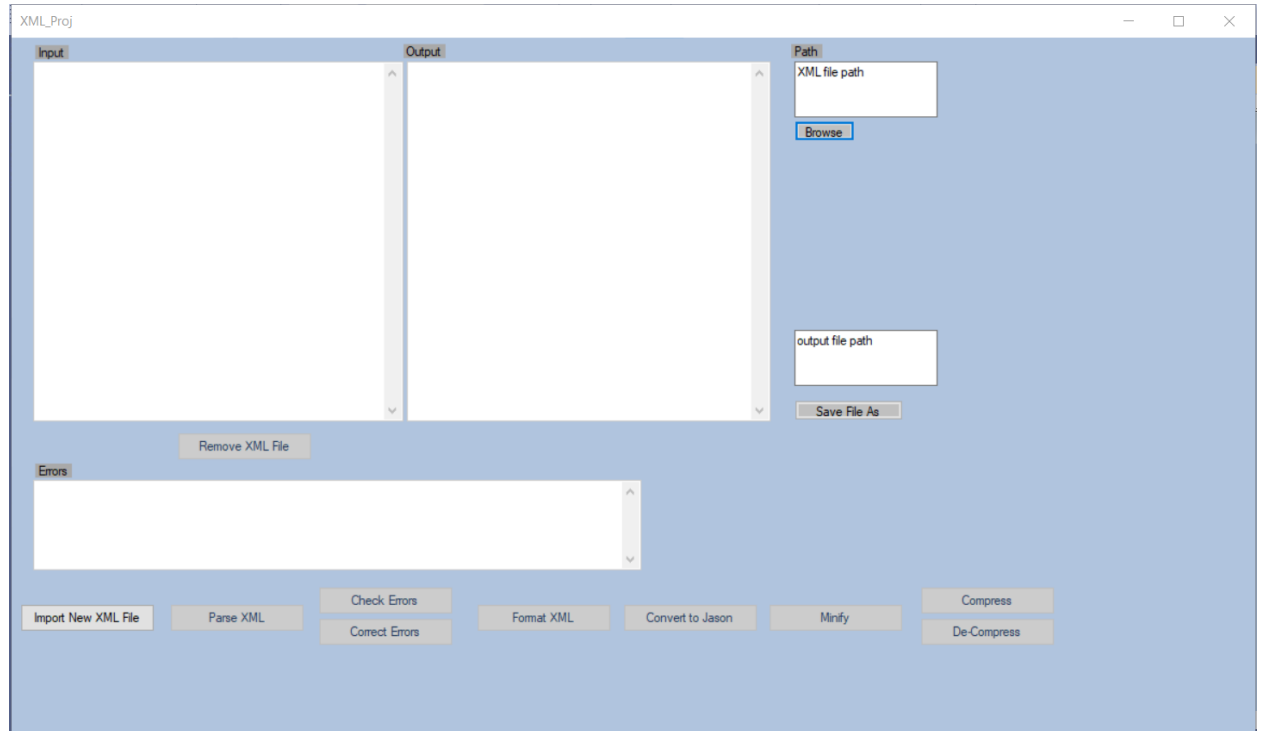 XML_Proj
Input
Output
Path
XML file path
Browse
output file path
Save File As
Remove XML File
Errors
Import New XML File
Parse XML
Check Errors
Correct Errors
Format XML
Convert to Jason
Minify
Compress
De-Compress